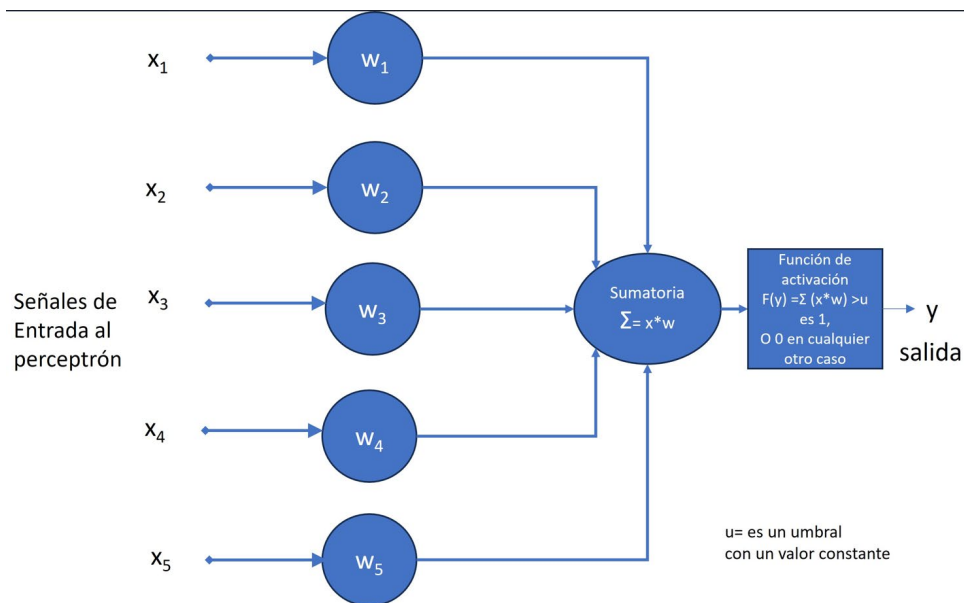 x₁
w₁
x₂
w₂
Señales de
Entrada al
perceptrón
x₃
w₃
x₄
w₄
x₅
w₅
Sumatoria
Σ= x*w
Función de
activación
F(y) =Σ (x*w) >u
es 1,
O 0 en cualquier
otro caso
y
salida
u= es un umbral
con un valor constante